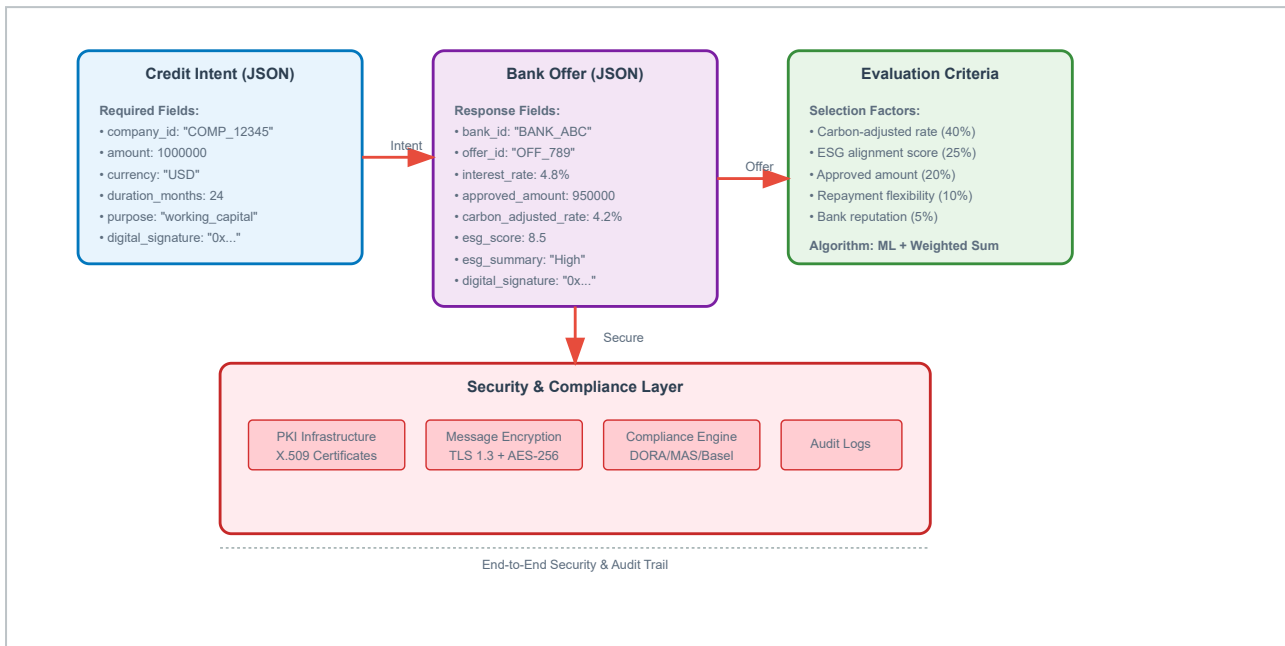 Credit Intent (JSON)
Required Fields:
• company_id: "COMP_12345"
• amount: 1000000
• currency: "USD"
• duration_months: 24
• purpose: "working_capital"
• digital_signature: "0x..."
Intent
Bank Offer (JSON)
Response Fields:
• bank_id: "BANK_ABC"
• offer_id: "OFF_789"
• interest_rate: 4.8%
• approved_amount: 950000
• carbon_adjusted_rate: 4.2%
• esg_score: 8.5
• esg_summary: "High"
• digital_signature: "0x..."
Offer
Evaluation Criteria
Selection Factors:
• Carbon-adjusted rate (40%)
• ESG alignment score (25%)
• Approved amount (20%)
• Repayment flexibility (10%)
• Bank reputation (5%)
Algorithm: ML + Weighted Sum
Secure
Security & Compliance Layer
PKI Infrastructure
X.509 Certificates
Message Encryption
TLS 1.3 + AES-256
Compliance Engine
DORA/MAS/Basel
Audit Logs
End-to-End Security & Audit Trail